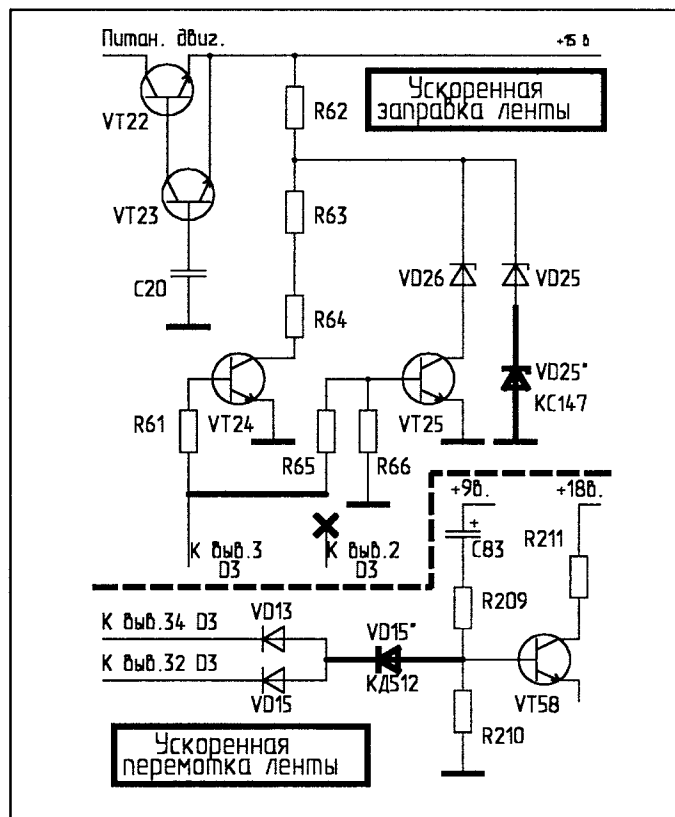 Питан. двиг.
+15 в
Ускоренная
заправка ленты
VT22
R62
VT23
R63
C20
VD26
VD25
R64
VD25*
КС147
R61
VT24
VT25
R65
R66
+9в.
+18в.
К выв.3
D3
К выв.2
D3
+
C83
R211
R209
К выв.34 D3
VD13
VD15*
К выв.32 D3
VD15
КД512
VT58
R210
Ускоренная
перемотка ленты